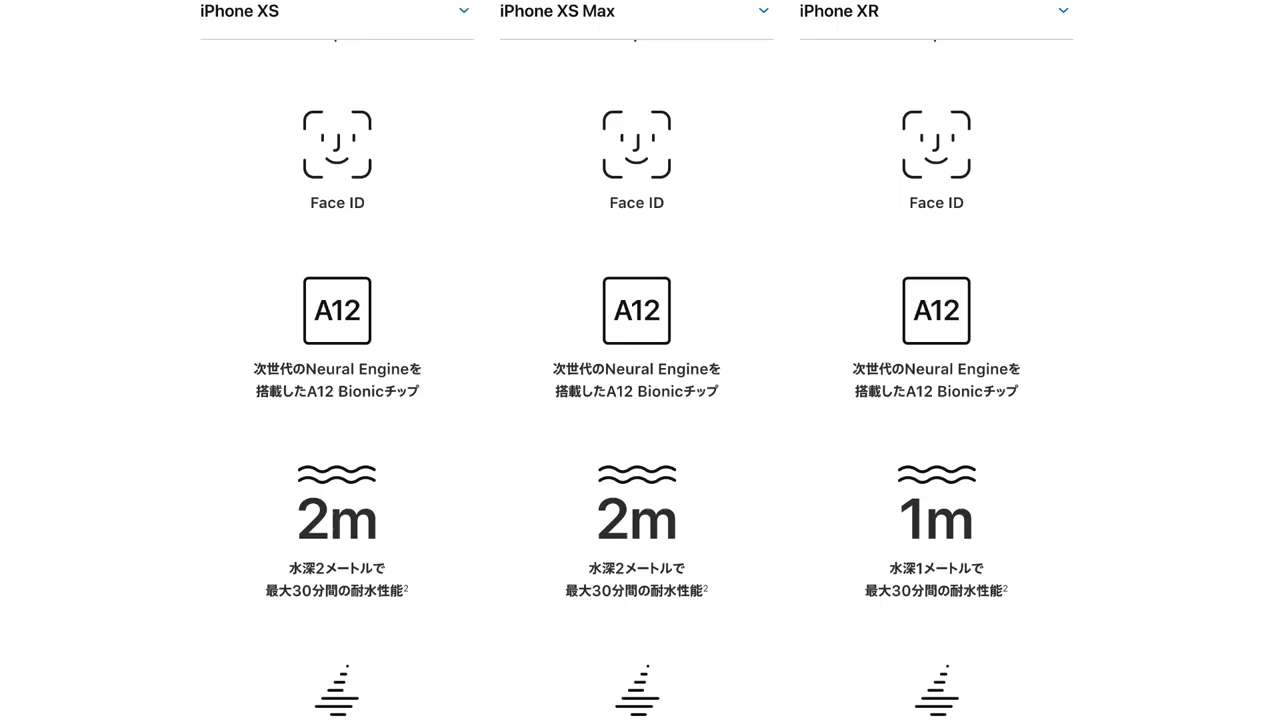 iPhone XS
iPhone XS Max
iPhone XR
Face ID
Face ID
Face ID
A12
A12
A12
次世代のNeural Engineを
搭載したA12 Bionicチップ
次世代のNeural Engineを
搭載したA12 Bionicチップ
次世代のNeural Engineを
搭載したA12 Bionicチップ
2m
2m
1m
水深2メートルで
最大30分間の耐水性能2
水深2メートルで
最大30分間の耐水性能2
水深1メートルで
最大30分間の耐水性能2